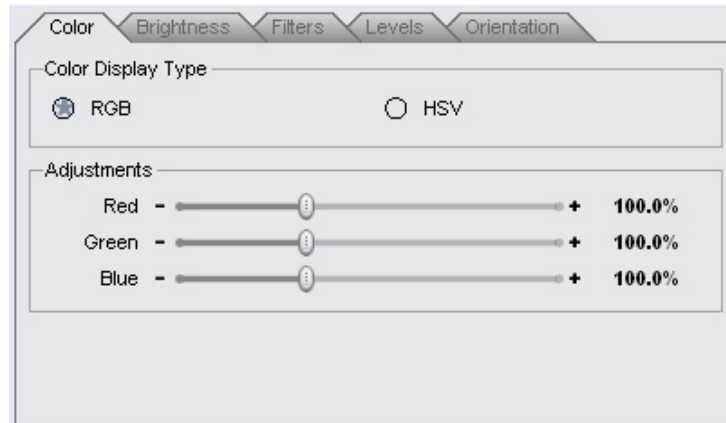 Color Brightness Filters Levels Orientation
Color Display Type
RGB HSV
Adjustments
Red - + 100.0%
Green - + 100.0%
Blue - + 100.0%